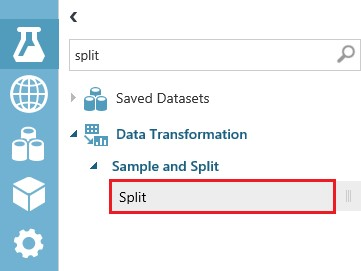 split
Saved Datasets
Data Transformation
Sample and Split
Split